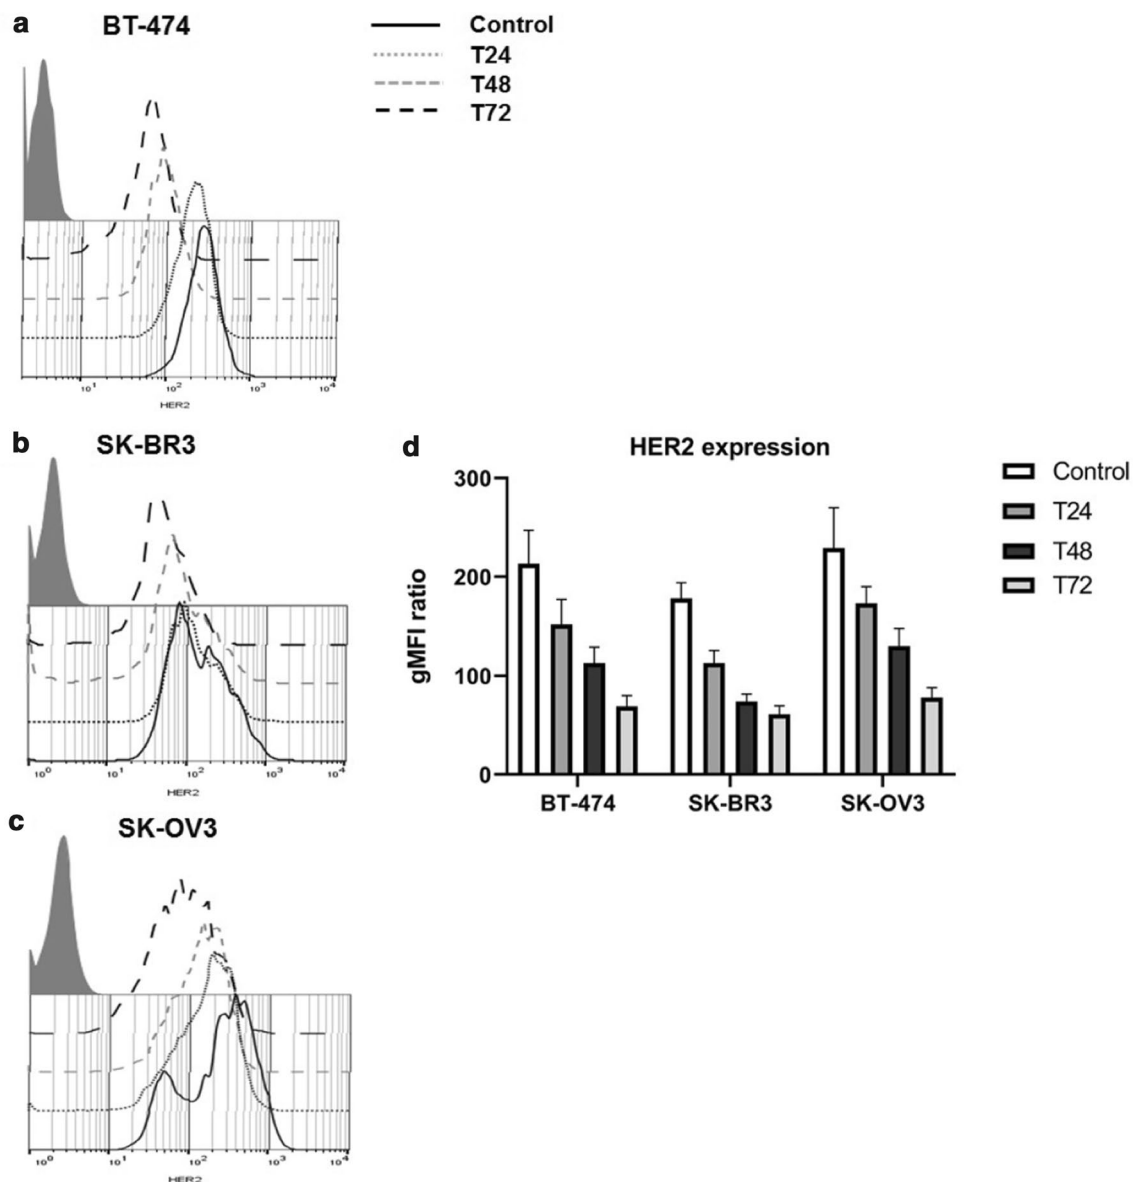 a
BT-474
Control
T24
T48
T72
10¹ 10² 10³ 10⁴
HER2
b
SK-BR3
10⁰ 10¹ 10² 10³ 10⁴
HER2
c
SK-OV3
10⁰ 10¹ 10² 10³ 10⁴
HER2
d
HER2 expression
gMFI ratio
300
200
100
0
BT-474 SK-BR3 SK-OV3
Control
T24
T48
T72